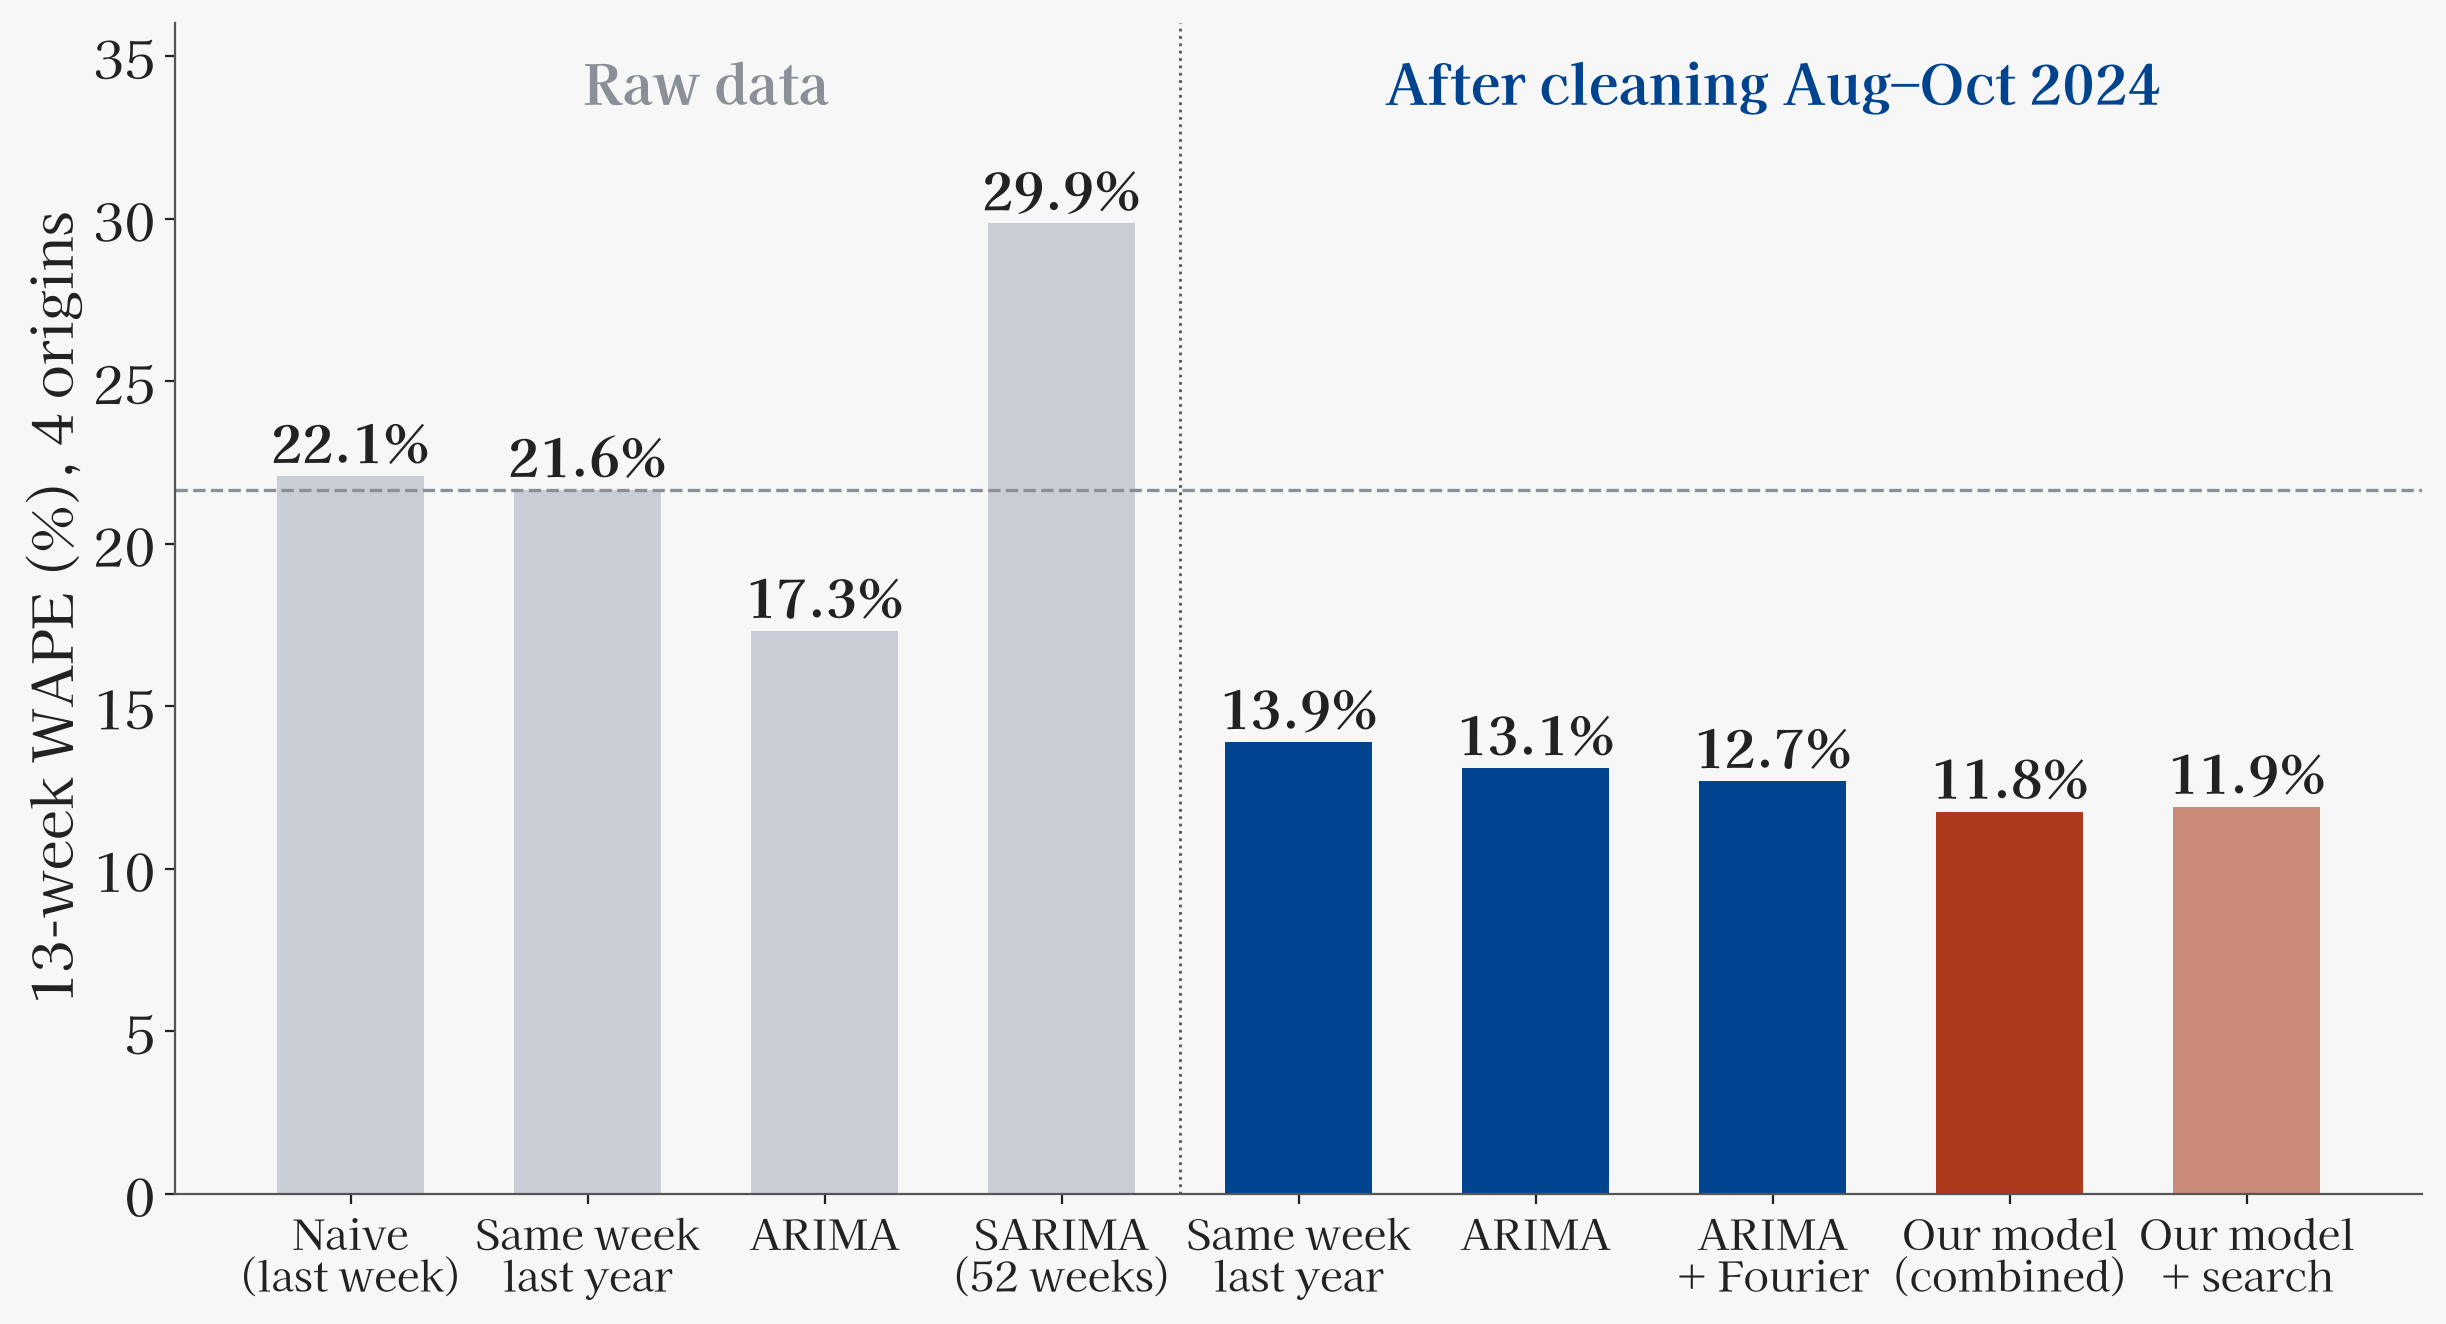 Raw data
After cleaning Aug–Oct 2024
13-week WAPE (%), 4 origins
35
30
25
20
15
10
5
0
22.1%
21.6%
17.3%
29.9%
13.9%
13.1%
12.7%
11.8%
11.9%
Naive
(last week)
Same week
last year
ARIMA
SARIMA
(52 weeks)
Same week
last year
ARIMA
ARIMA
+ Fourier
Our model
(combined)
Our model
+ search